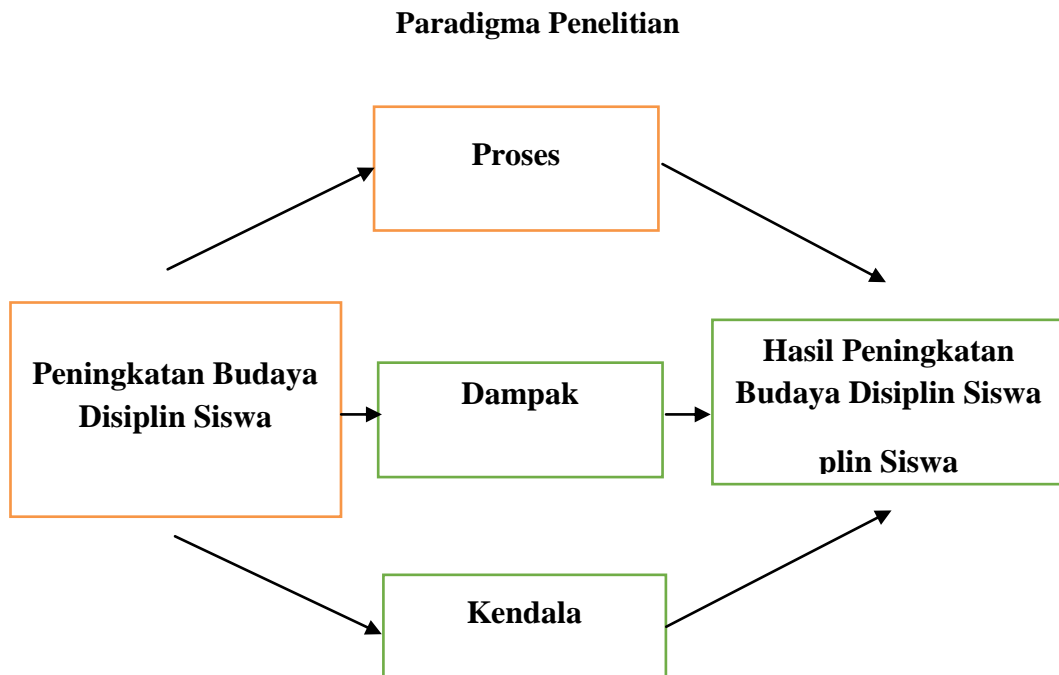 Paradigma Penelitian
Proses
Peningkatan Budaya
Disiplin Siswa
Dampak
Hasil Peningkatan
Budaya Disiplin Siswa
plin Siswa
Kendala